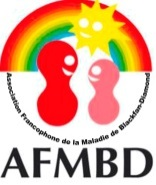 Association Francophone de la Maladie de Blackfan-Diamond
AFMBD